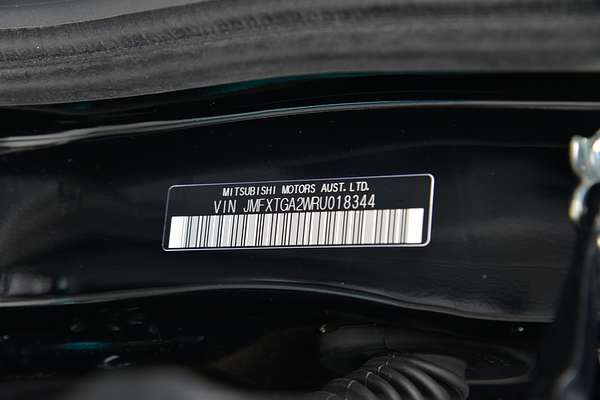 MITSUBISHI MOTORS AUST. LTD.
VIN JMFXTGA2WRU018344